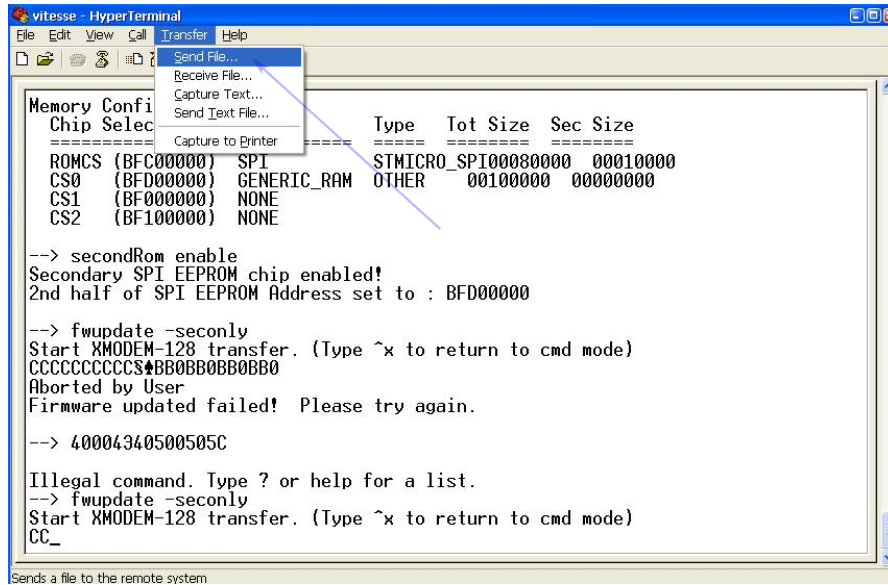 vitesse - HyperTerminal
File Edit View Call Transfer Help
Send File...
Receive File...
Capture Text...
Send Text File...
Capture to Printer
Memory Confi
Chip Selec Type Tot Size Sec Size
ROMCS (BFC00000) SPI STMICRO_SPI00080000 00010000
CS0 (BFD00000) GENERIC_RAM OTHER 00100000 00000000
CS1 (BF000000) NONE
CS2 (BF100000) NONE
--> secondRom enable
Secondary SPI EEPROM chip enabled!
2nd half of SPI EEPROM Address set to : BFD00000
--> fwupdate -seconly
Start XMODEM-128 transfer. (Type ^x to return to cmd mode)
CCCCCCCCCC§♠BB0BB0BB0BB0
Aborted by User
Firmware updated failed! Please try again.
--> 40004340500505C
Illegal command. Type ? or help for a list.
--> fwupdate -seconly
Start XMODEM-128 transfer. (Type ^x to return to cmd mode)
CC_
Sends a file to the remote system